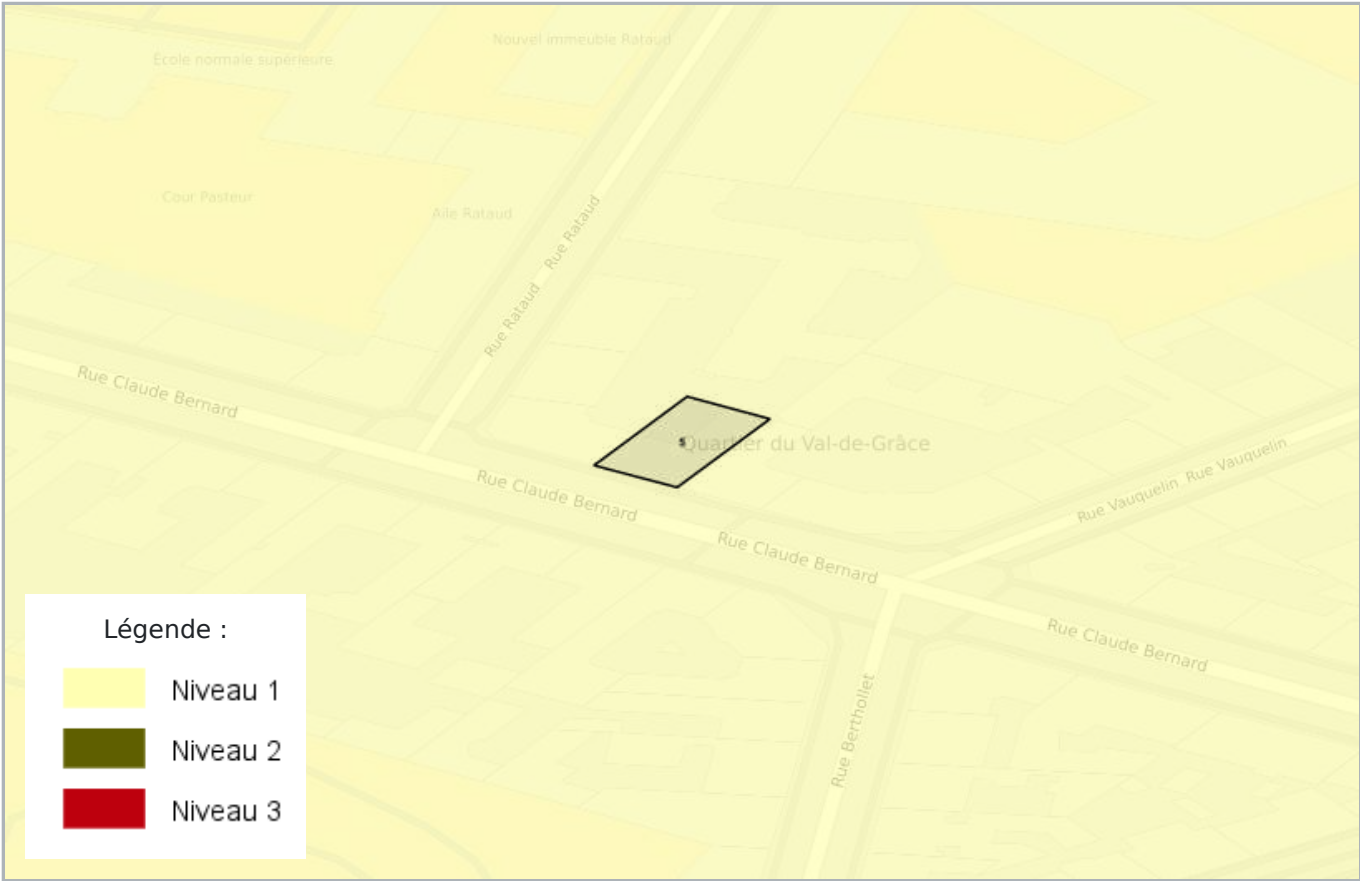 Nouvel immeuble Rataud
Ecole normale supérieure
Cour Pasteur
Aile Rataud
Rue Rataud
Rue Rataud
Rue Claude Bernard
Quartier du Val-de-Grâce
Rue Claude Bernard
Rue Vauquelin Rue Vauquelin
Rue Claude Bernard
Rue Claude Bernard
Rue Berthollet
Légende :
Niveau 1
Niveau 2
Niveau 3